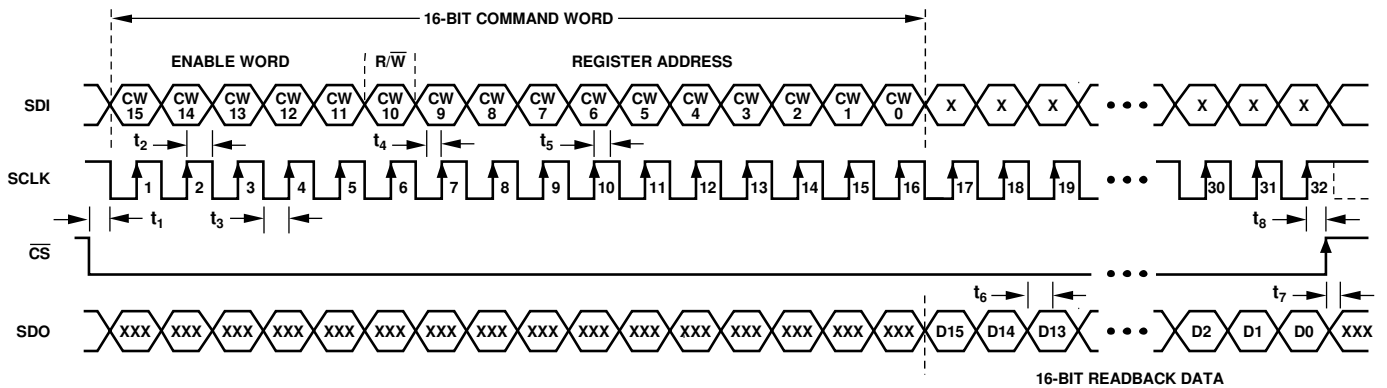 16-BIT COMMAND WORD
ENABLE WORD R/W REGISTER ADDRESS
SDI CW 15 CW 14 CW 13 CW 12 CW 11 CW 10 CW 9 CW 8 CW 7 CW 6 CW 5 CW 4 CW 3 CW 2 CW 1 CW 0 X X X X X X
t2 t4 t5
SCLK 1 2 3 4 5 6 7 8 9 10 11 12 13 14 15 16 17 18 19 30 31 32
t1 t3 t8
CS
t6 t7
SDO XXX XXX XXX XXX XXX XXX XXX XXX XXX XXX XXX XXX XXX XXX XXX XXX D15 D14 D13 D2 D1 D0 XXX
16-BIT READBACK DATA